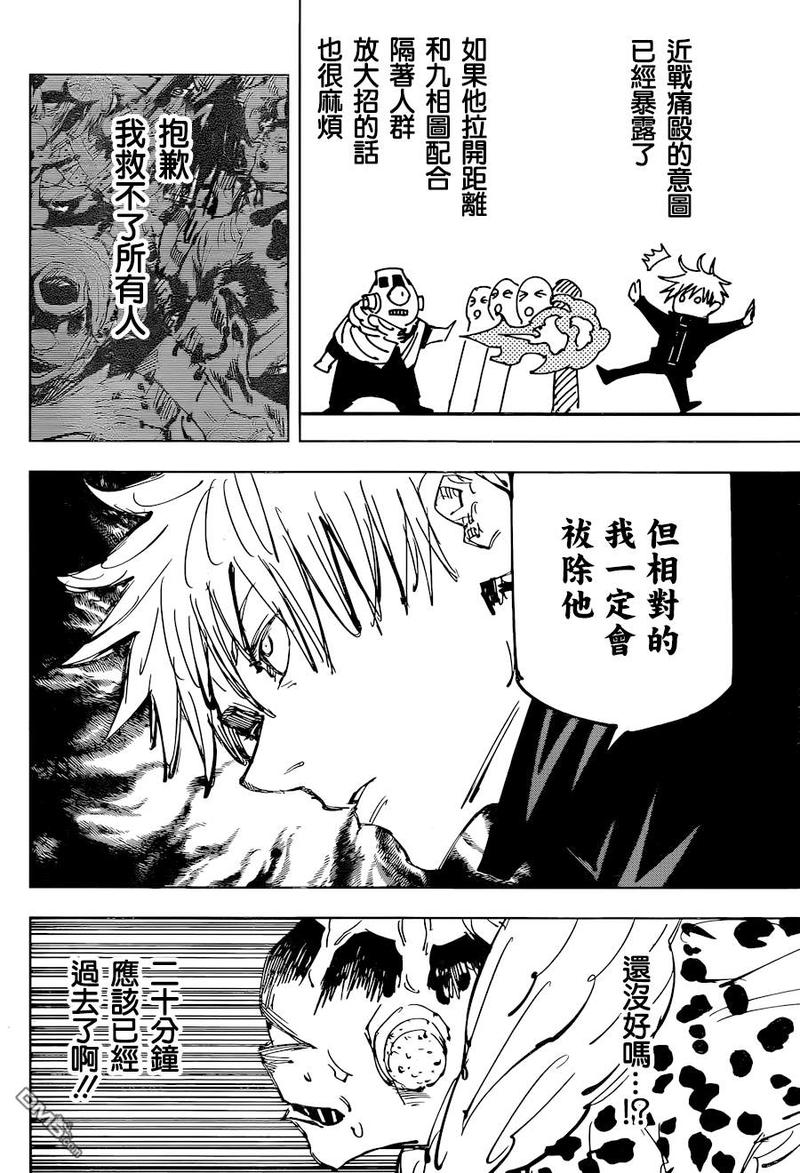 近戰痛毆的意圖
已經暴露了
如果他拉開距離
和九相圖配合
隔著人群
放大招的話
也很麻煩
抱歉
我救不了所有人
但相對的
我一定會
祓除他
還沒好嗎…!?
二十分鐘
應該已經
過去了啊!!
DM5.com